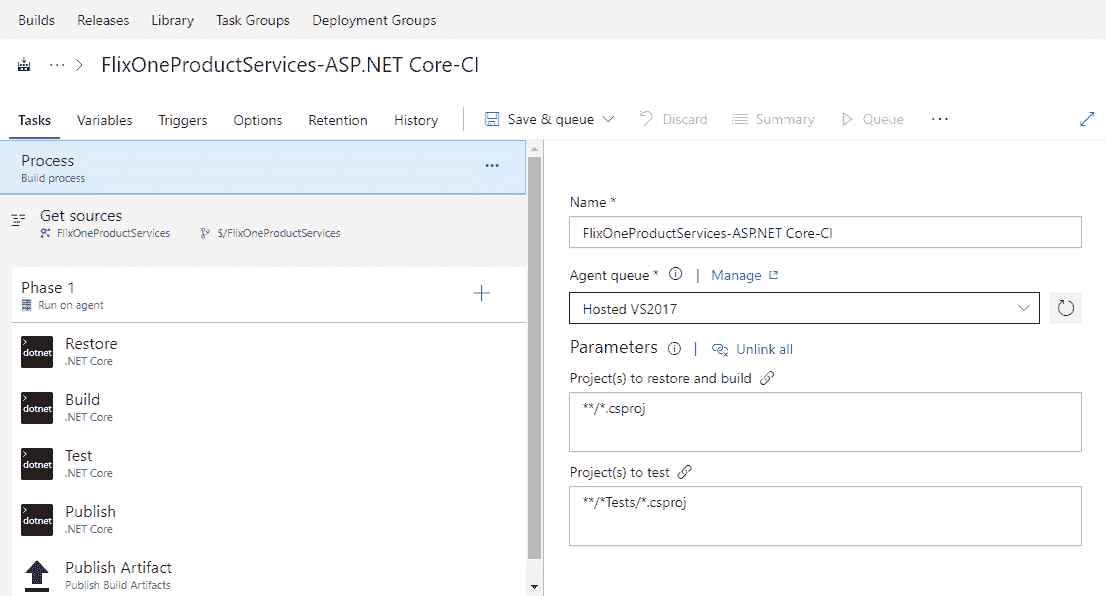 Builds Releases Library Task Groups Deployment Groups
··· > FlixOneProductServices-ASP.NET Core-CI
Tasks Variables Triggers Options Retention History Save & queue Discard Summary Queue ···
Process ···
Build process
Get sources
FlixOneProductServices $/FlixOneProductServices
Phase 1
Run on agent
dotnet Restore
.NET Core
dotnet Build
.NET Core
dotnet Test
.NET Core
dotnet Publish
.NET Core
Publish Artifact
Publish Build Artifacts
Name *
FlixOneProductServices-ASP.NET Core-CI
Agent queue * | Manage
Hosted VS2017
Parameters | Unlink all
Project(s) to restore and build
**/*.csproj
Project(s) to test
**/*Tests/*.csproj